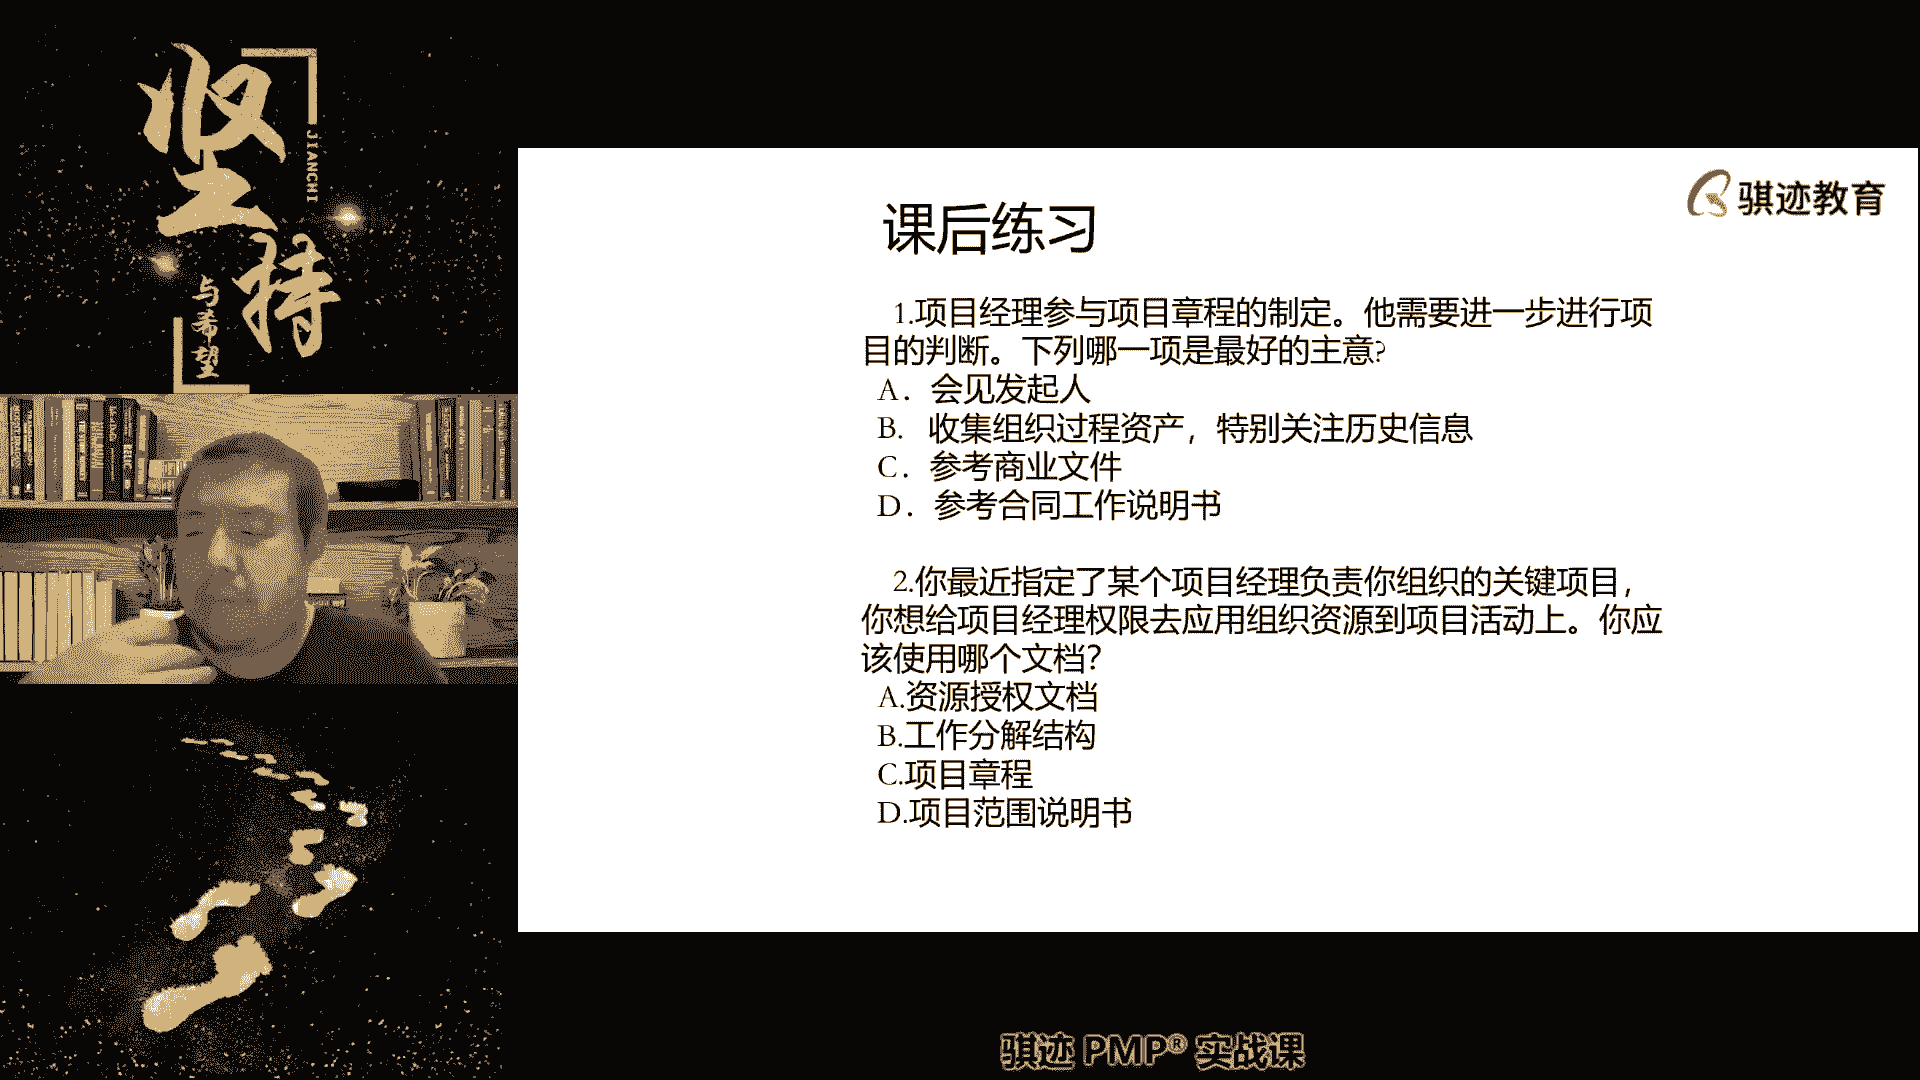 坚持
JIANCHI
与希望
骐迹教育
课后练习
1.项目经理参与项目章程的制定。他需要进一步进行项
目的判断。下列哪一项是最好的主意?
A．会见发起人
B. 收集组织过程资产，特别关注历史信息
C．参考商业文件
D．参考合同工作说明书
2.你最近指定了某个项目经理负责你组织的关键项目，
你想给项目经理权限去应用组织资源到项目活动上。你应
该使用哪个文档？
A.资源授权文档
B.工作分解结构
C.项目章程
D.项目范围说明书
骐迹 PMP® 实战课